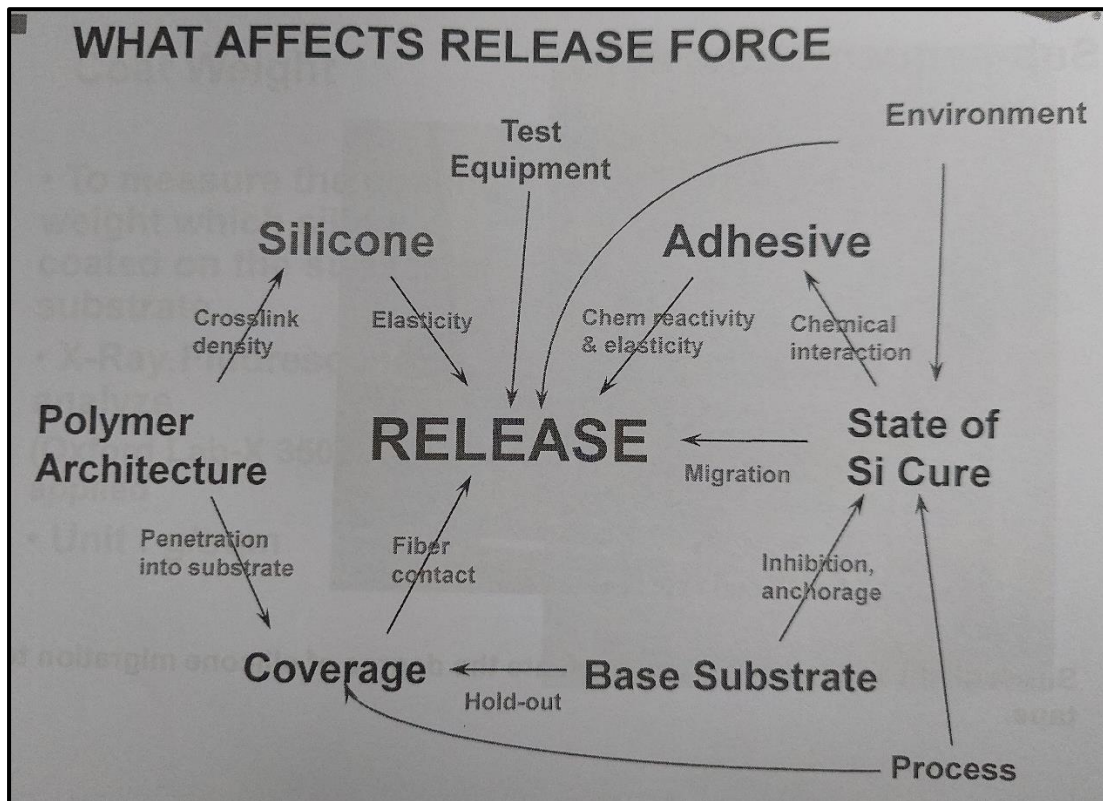 WHAT AFFECTS RELEASE FORCE
Environment
Test
Equipment
Silicone
Adhesive
Crosslink
density
Elasticity
Chem reactivity
& elasticity
Chemical
interaction
Polymer
Architecture
RELEASE
State of
Si Cure
Migration
Penetration
into substrate
Fiber
contact
Inhibition,
anchorage
Coverage
Base Substrate
Hold-out
Process